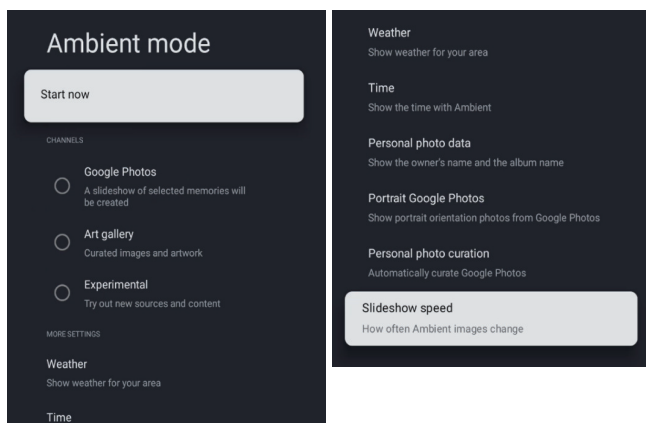 Ambient mode
Start now
CHANNELS
Google Photos
A slideshow of selected memories will
be created
Art gallery
Curated images and artwork
Experimental
Try out new sources and content
MORE SETTINGS
Weather
Show weather for your area
Time
Weather
Show weather for your area
Time
Show the time with Ambient
Personal photo data
Show the owner's name and the album name
Portrait Google Photos
Show portrait orientation photos from Google Photos
Personal photo curation
Automatically curate Google Photos
Slideshow speed
How often Ambient images change